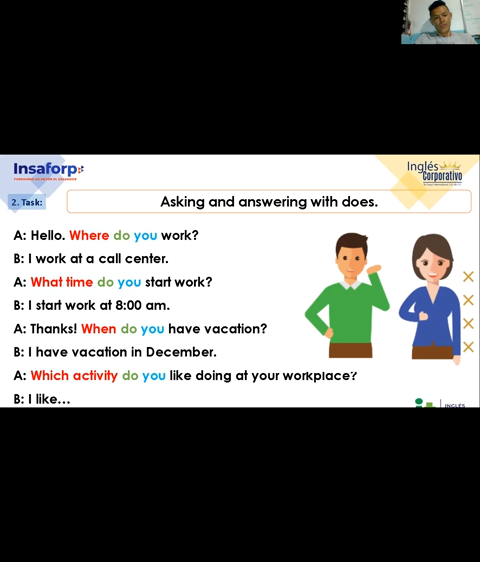 Insaforp
Inglés
Corporativo
2. Task:
Asking and answering with does.
A: Hello. Where do you work?
B: I work at a call center.
A: What time do you start work?
B: I start work at 8:00 am.
A: Thanks! When do you have vacation?
B: I have vacation in December.
A: Which activity do you like doing at your workplace?
B: I like…
INGLÉS